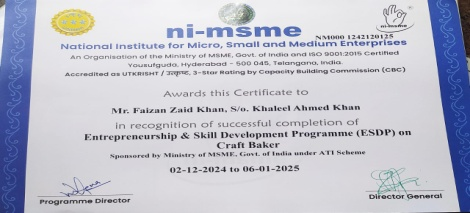 ni-msme
NM000 1242120125
National Institute for Micro, Small and Medium Enterprises
An Organisation of the Ministry of MSME, Govt. of India and ISO 9001:2015 Certified
Yousufguda, Hyderabad - 500 045, Telangana, India.
Accredited as UTKRISHT / उत्कृष्ट, 3-Star Rating by Capacity Building Commission (CBC)
Awards this Certificate to
Mr. Faizan Zaid Khan, S/o. Khaleel Ahmed Khan
in recognition of successful completion of
Entrepreneurship & Skill Development Programme (ESDP) on
Craft Baker
Sponsored by Ministry of MSME, Govt. of India under ATI Scheme
02-12-2024 to 06-01-2025
Programme Director
Director General